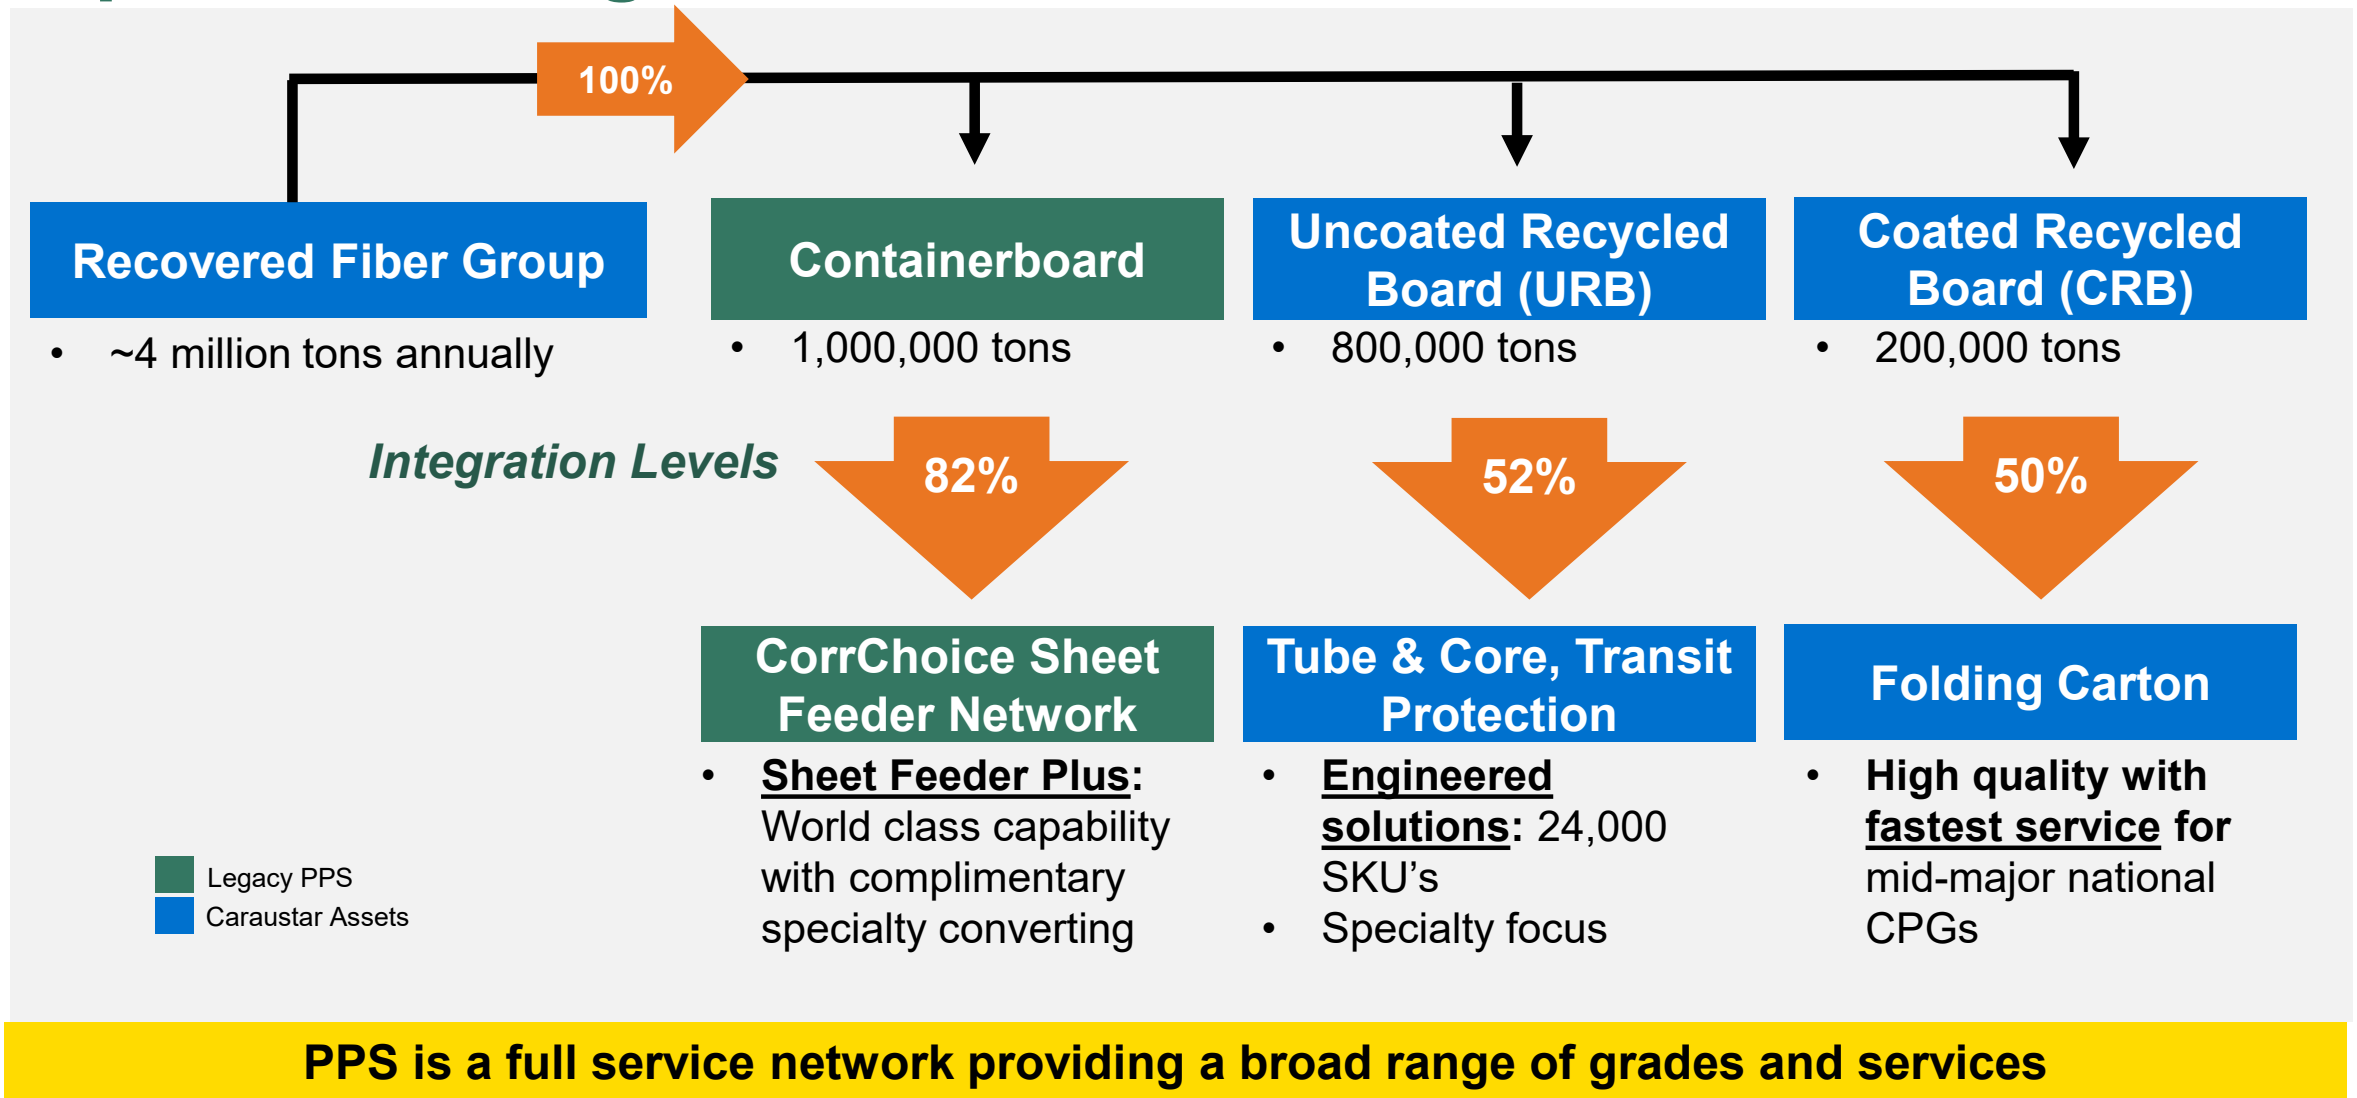 100%
Recovered Fiber Group
• ~4 million tons annually
Containerboard
• 1,000,000 tons
Uncoated Recycled
Board (URB)
• 800,000 tons
Coated Recycled
Board (CRB)
• 200,000 tons
Integration Levels
82%
52%
50%
CorrChoice Sheet
Feeder Network
• Sheet Feeder Plus:
World class capability
with complimentary
specialty converting
Tube & Core, Transit
Protection
• Engineered
solutions: 24,000
SKU’s
• Specialty focus
Folding Carton
• High quality with
fastest service for
mid-major national
CPGs
Legacy PPS
Caraustar Assets
PPS is a full service network providing a broad range of grades and services